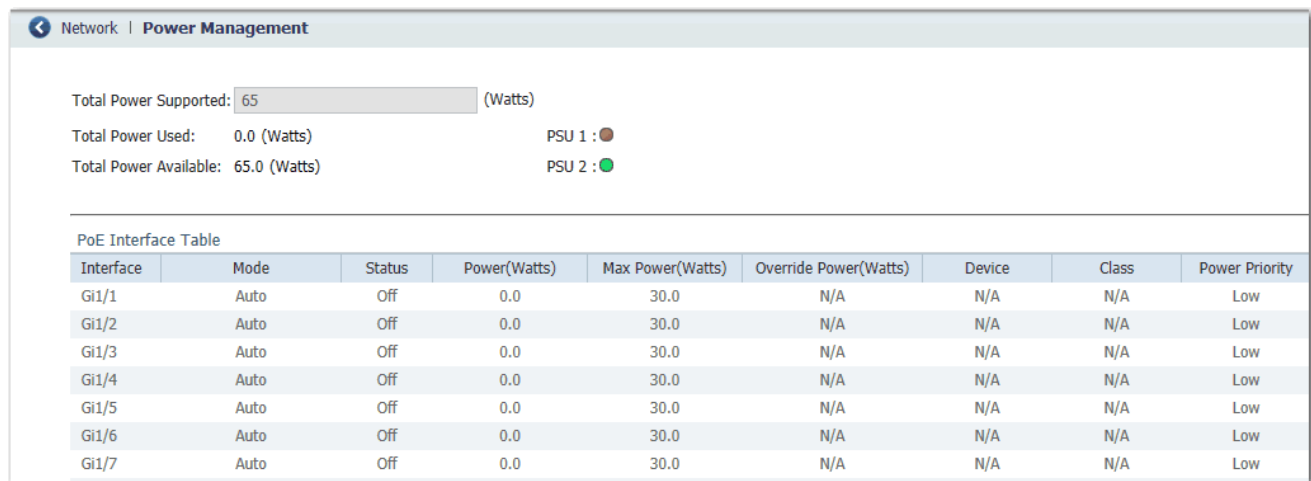 Network | Power Management
Total Power Supported: 65 (Watts)
Total Power Used: 0.0 (Watts) PSU 1 :
Total Power Available: 65.0 (Watts) PSU 2 :
PoE Interface Table
Interface Mode Status Power(Watts) Max Power(Watts) Override Power(Watts) Device Class Power Priority
Gi1/1 Auto Off 0.0 30.0 N/A N/A N/A Low
Gi1/2 Auto Off 0.0 30.0 N/A N/A N/A Low
Gi1/3 Auto Off 0.0 30.0 N/A N/A N/A Low
Gi1/4 Auto Off 0.0 30.0 N/A N/A N/A Low
Gi1/5 Auto Off 0.0 30.0 N/A N/A N/A Low
Gi1/6 Auto Off 0.0 30.0 N/A N/A N/A Low
Gi1/7 Auto Off 0.0 30.0 N/A N/A N/A Low